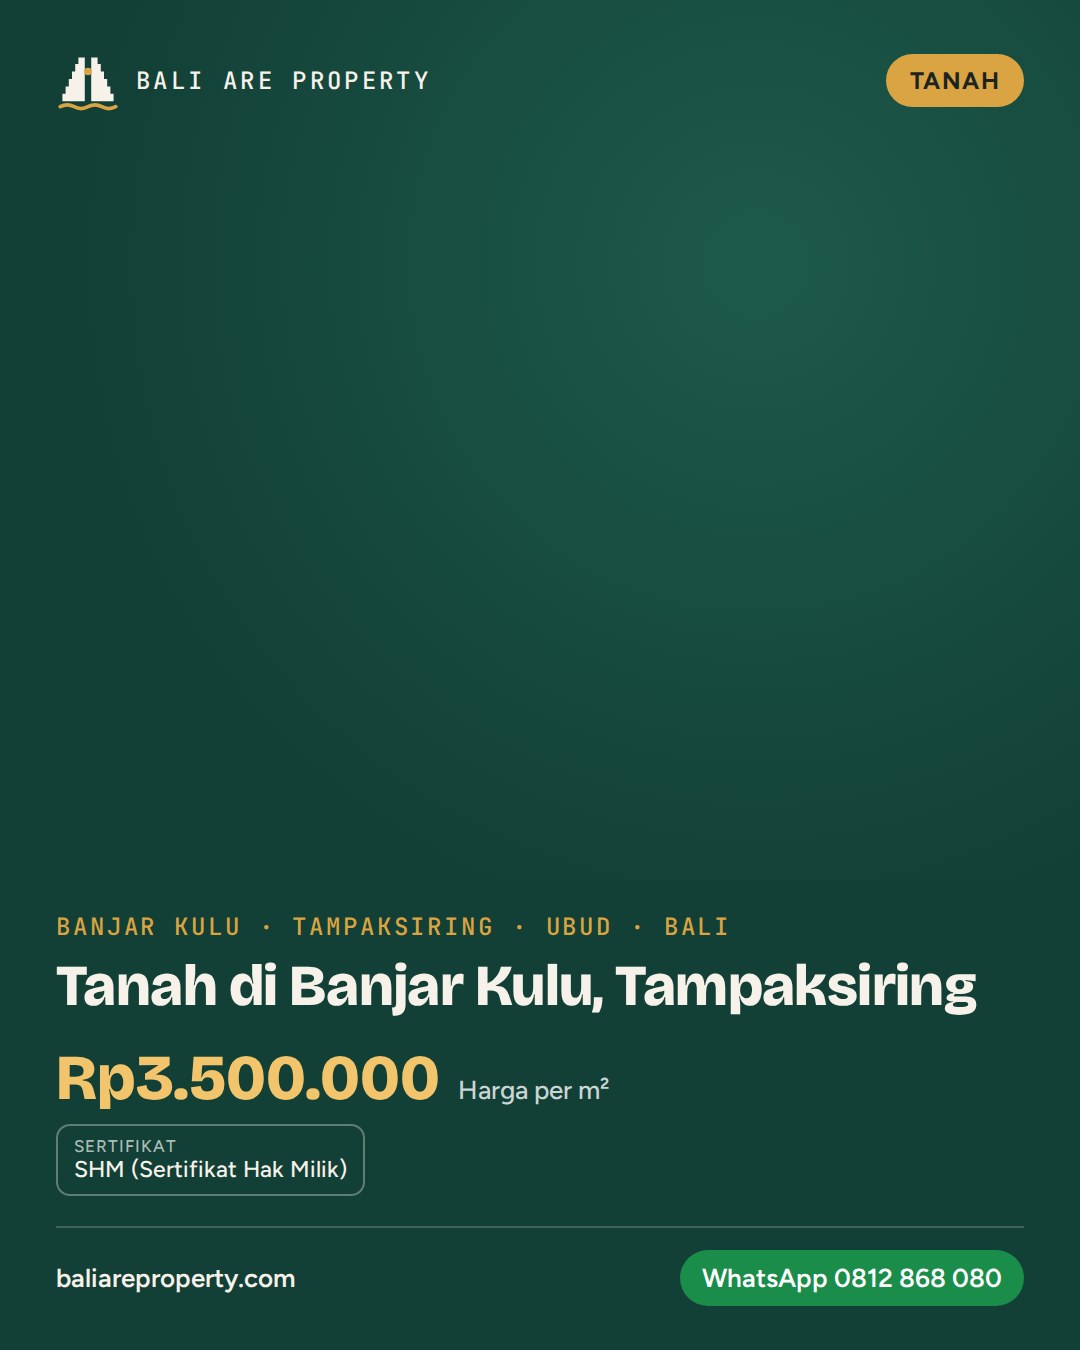 BALI ARE PROPERTY
TANAH
BANJAR KULU · TAMPAKSIRING · UBUD · BALI
Tanah di Banjar Kulu, Tampaksiring
Rp3.500.000 Harga per m²
SERTIFIKAT
SHM (Sertifikat Hak Milik)
baliareproperty.com
WhatsApp 0812 868 080